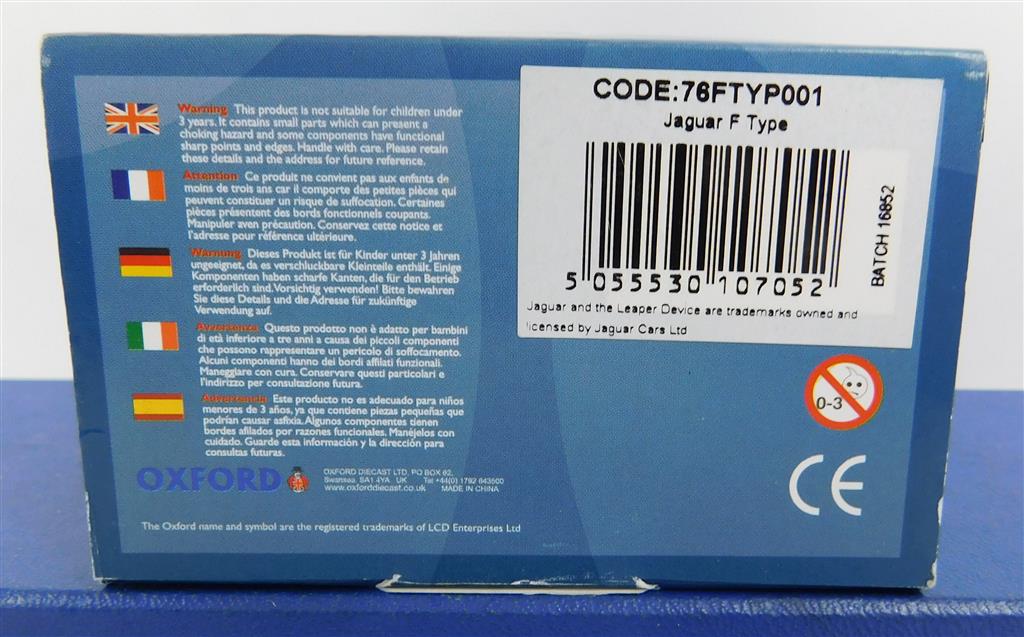 Warning This product is not suitable for children under
3 years. It contains small parts which can present a
choking hazard and some components have functional
sharp points and edges. Handle with care. Please retain
these details and the address for future reference.
Attention Ce produit ne convient pas aux enfants de
moins de trois ans car il comporte des petites pièces qui
peuvent constituer un risque de suffocation. Certaines
pièces présentent des bords fonctionnels coupants.
Manipuler aven précaution. Conservez cette notice et
l'adresse pour référence ultérieure.
Warnung Dieses Produkt ist für Kinder unter 3 Jahren
ungeeignet, da es verschluckbare Kleinteile enthält. Einige
Komponenten haben scharfe Kanten, die für den Betrieb
erforderlich sind. Vorsichtig verwenden! Bitte bewahren
Sie diese Details und die Adresse für zukünftige
Verwendung auf.
Avvertenza Questo prodotto non è adatto per bambini
di età inferiore a tre anni a causa dei piccoli componenti
che possono rappresentare un pericolo di soffocamento.
Alcuni componenti hanno dei bordi affilati funzionali.
Maneggiare con cura. Conservare questi particolari e
l'indirizzo per consultazione futura.
Advertencia Este producto no es adecuado para niños
menores de 3 años, ya que contiene piezas pequeñas que
podrían causar asfixia. Algunos componentes tienen
bordes afilados por razones funcionales. Manéjelos con
cuidado. Guarde esta información y la dirección para
consultas futuras.
OXFORD
OXFORD DIECAST LTD, PO BOX 62,
Swansea, SA1 4YA UK Tel +44(0) 1792 643500
www.oxforddiecast.co.uk MADE IN CHINA
The Oxford name and symbol are the registered trademarks of LCD Enterprises Ltd
CODE:76FTYP001
Jaguar F Type
5 055530 107052
BATCH 16852
Jaguar and the Leaper Device are trademarks owned and
licensed by Jaguar Cars Ltd
0-3
CE